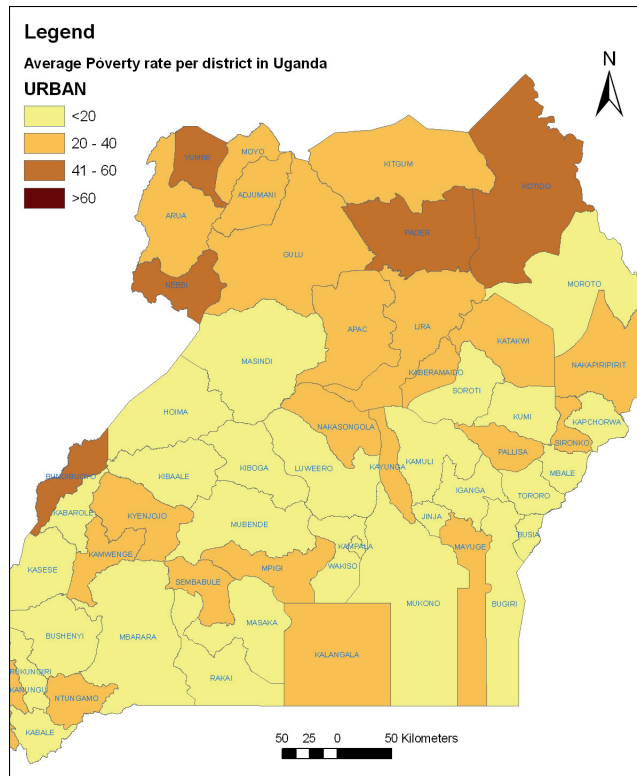 Legend
Average Poverty rate per district in Uganda
URBAN
<20
20 - 40
41 - 60
>60
N
YUMBE
MOYO
KITGUM
KOTIDO
ADJUMANI
ARUA
PADER
GULU
NEBBI
MOROTO
APAC
LIRA
KATAKWI
MASINDI
NAKAPIRIPIRIT
KABERAMAIDO
SOROTI
HOIMA
KUMI
KAPCHORWA
NAKASONGOLA
SIRONKO
KAMULI
PALLISA
KAYUNGA
KIBOGA
LUWEERO
BUNDIBUGYO
KIBAALE
MBALE
IGANGA
TORORO
KABAROLE
KYENJOJO
JINJA
MUBENDE
BUSIA
KAMPALA
MAYUGE
KAMWENGE
WAKISO
KASESE
MPIGI
SEMBABULE
MUKONO
BUGIRI
MASAKA
BUSHENYI
MBARARA
KALANGALA
RUKUNGIRI
RAKAI
KANUNGU
NTUNGAMO
KABALE
50 25 0 50 Kilometers